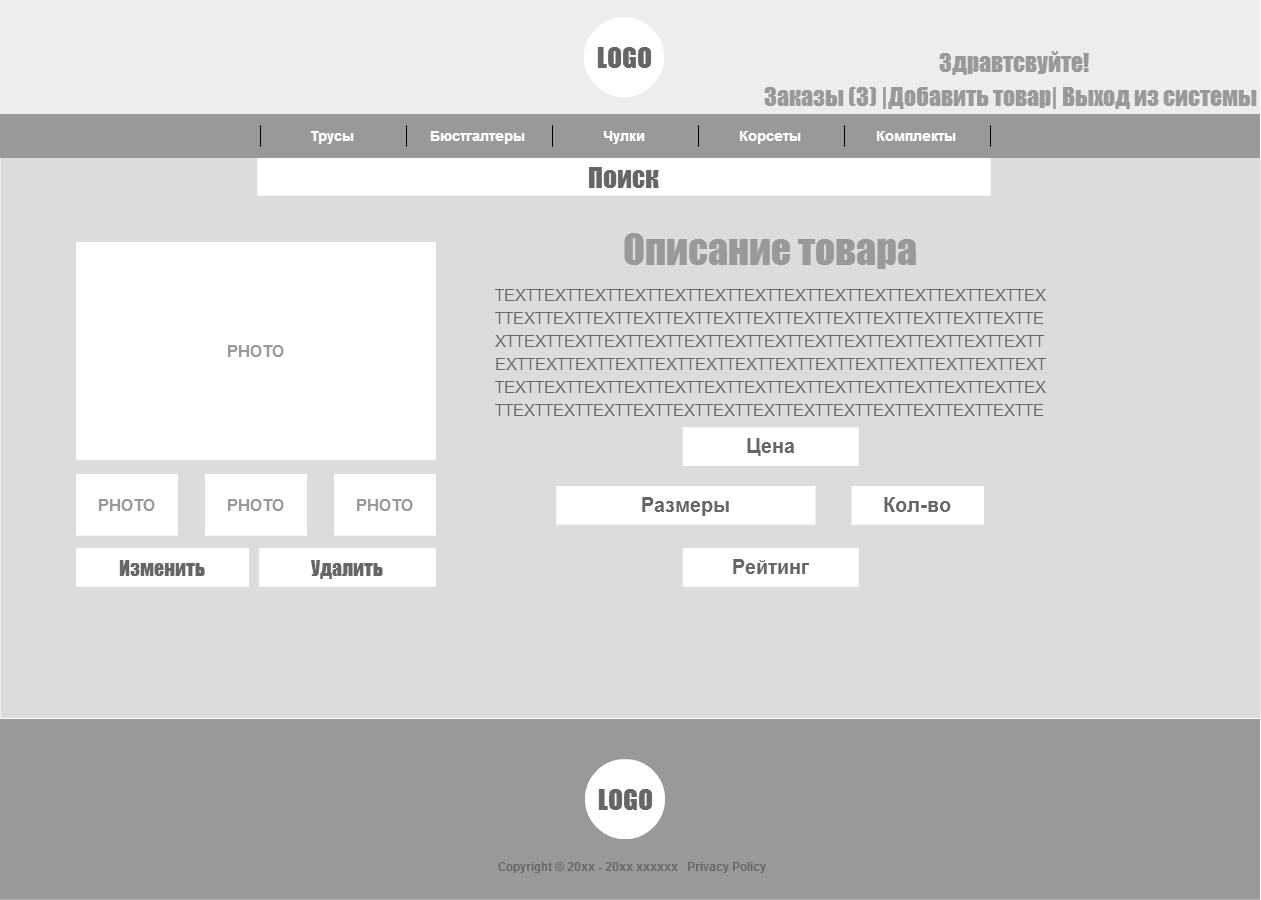 LOGO
Здравтсвуйте!
Заказы (3) |Добавить товар| Выход из системы
Трусы Бюстгалтеры Чулки Корсеты Комплекты
Поиск
Описание товара
TEXTTEXTTEXTTEXTTEXTTEXTTEXTTEXTTEXTTEXTTEXTTEXTTEXTTEX
TTEXTTEXTTEXTTEXTTEXTTEXTTEXTTEXTTEXTTEXTTEXTTEXTTEXTTE
XTTEXTTEXTTEXTTEXTTEXTTEXTTEXTTEXTTEXTTEXTTEXTTEXTTEXTT
EXTTEXTTEXTTEXTTEXTTEXTTEXTTEXTTEXTTEXTTEXTTEXTTEXTTEXT
TEXTTEXTTEXTTEXTTEXTTEXTTEXTTEXTTEXTTEXTTEXTTEXTTEXTTEX
TTEXTTEXTTEXTTEXTTEXTTEXTTEXTTEXTTEXTTEXTTEXTTEXTTEXTTE
PHOTO
PHOTO PHOTO PHOTO
Изменить Удалить
Цена
Размеры Кол-во
Рейтинг
LOGO
Copyright © 20xx - 20xx xxxxxx Privacy Policy